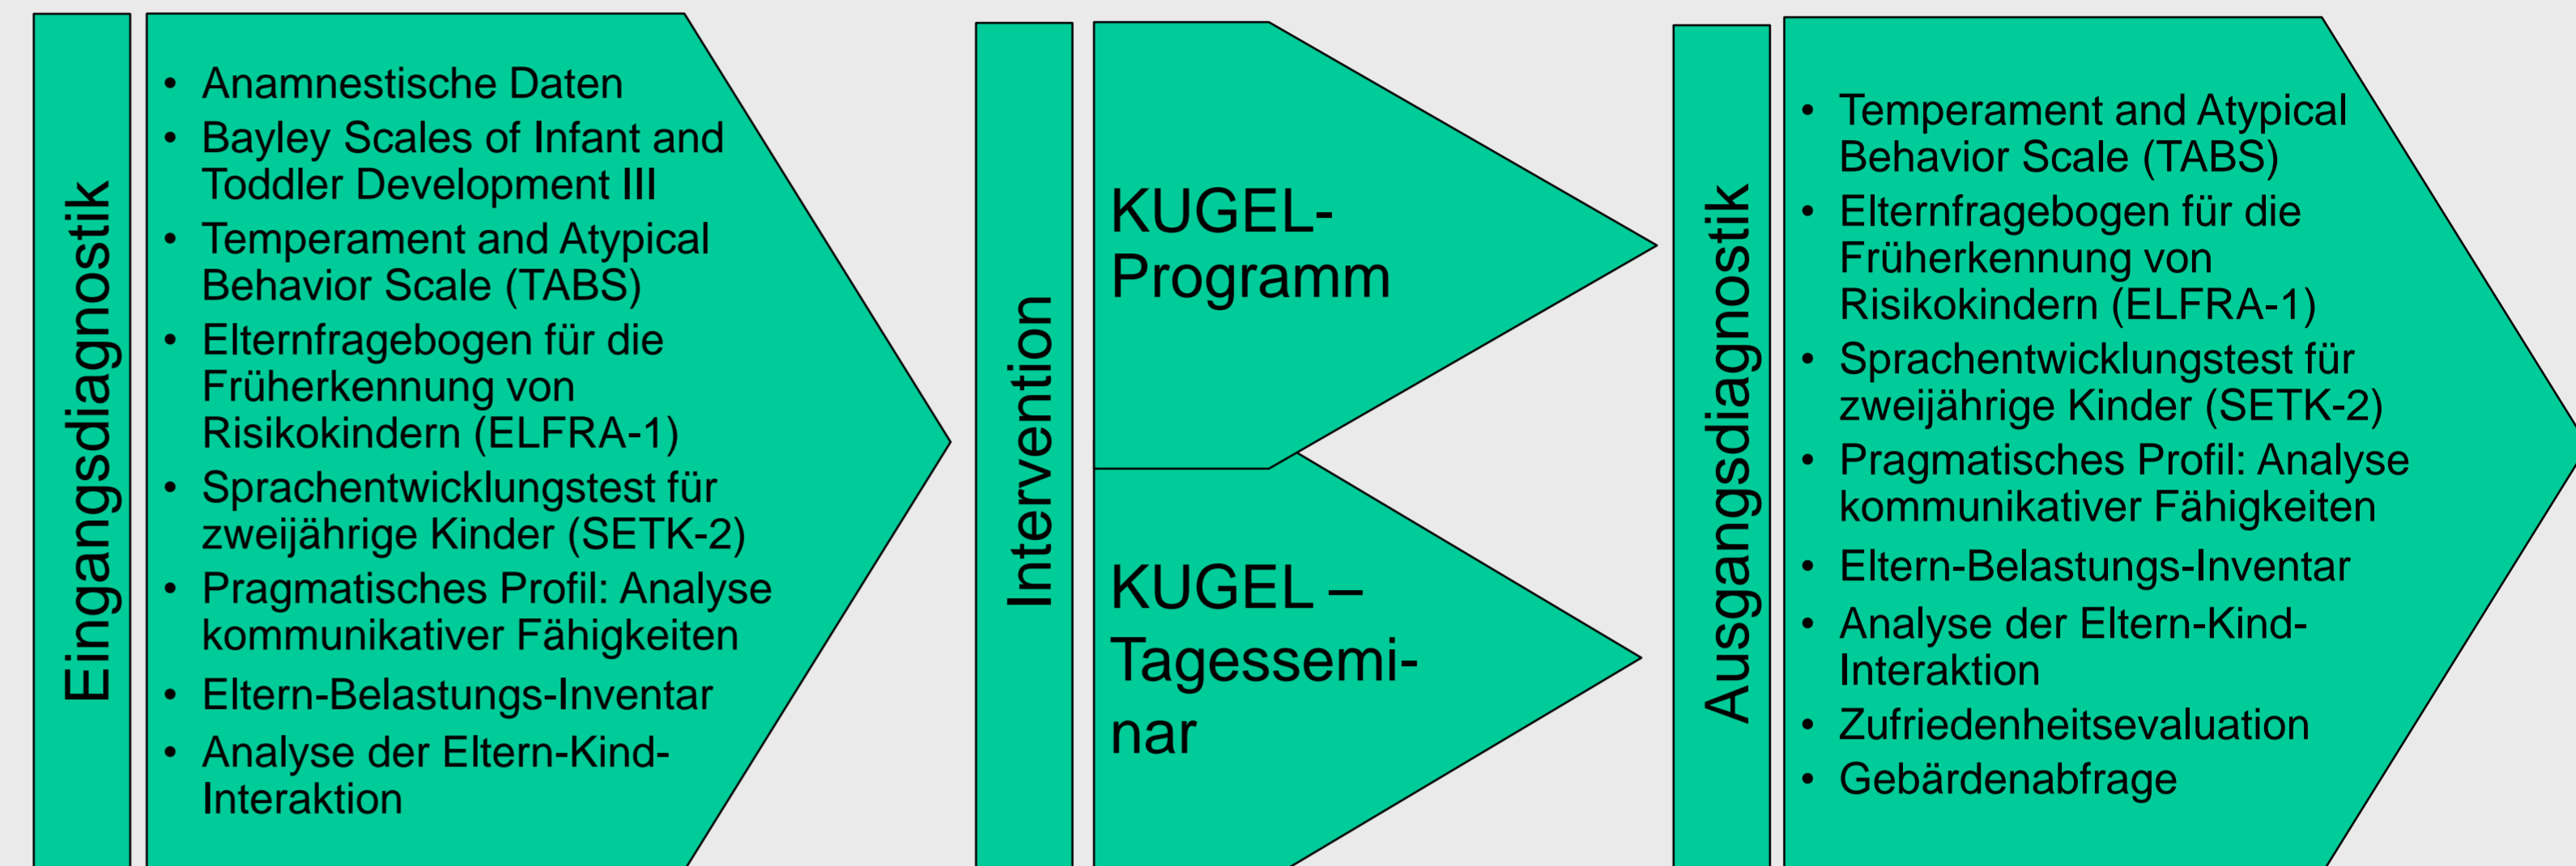 Eingangsdiagnostik
• Anamnestische Daten
• Bayley Scales of Infant and
Toddler Development III
• Temperament and Atypical
Behavior Scale (TABS)
• Elternfragebogen für die
Früherkennung von
Risikokindern (ELFRA-1)
• Sprachentwicklungstest für
zweijährige Kinder (SETK-2)
• Pragmatisches Profil: Analyse
kommunikativer Fähigkeiten
• Eltern-Belastungs-Inventar
• Analyse der Eltern-Kind-
Interaktion
Intervention
KUGEL-
Programm
KUGEL –
Tagessemi-
nar
Ausgangsdiagnostik
• Temperament and Atypical
Behavior Scale (TABS)
• Elternfragebogen für die
Früherkennung von
Risikokindern (ELFRA-1)
• Sprachentwicklungstest für
zweijährige Kinder (SETK-2)
• Pragmatisches Profil: Analyse
kommunikativer Fähigkeiten
• Eltern-Belastungs-Inventar
• Analyse der Eltern-Kind-
Interaktion
• Zufriedenheitsevaluation
• Gebärdenabfrage